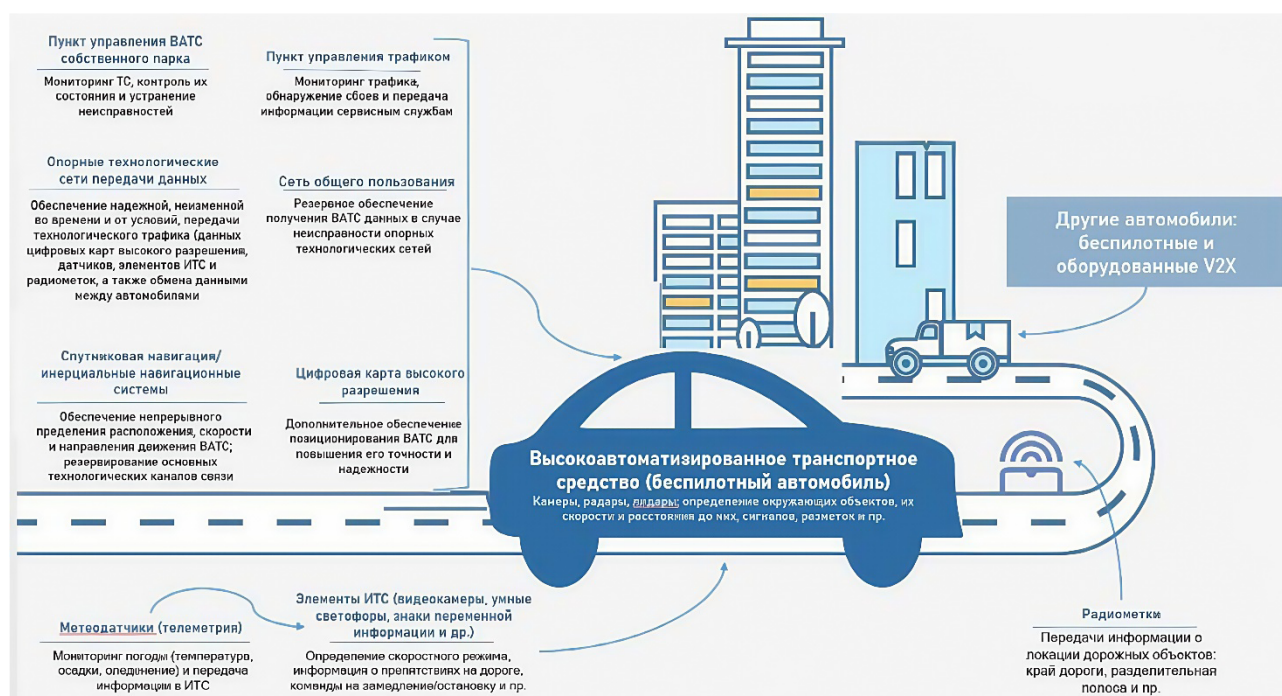 Пункт управления ВАТС
собственного парка
Мониторинг ТС, контроль их
состояния и устранение
неисправностей
Пункт управления трафиком
Мониторинг трафика,
обнаружение сбоев и передача
информации сервисным службам
Опорные технологические
сети передачи данных
Обеспечение надежной, неизменной
во времени и от условий, передачи
технологического трафика (данных
цифровых карт высокого разрешения,
датчиков, элементов ИТС и
радиометок, а также обмена данными
между автомобилями
Сеть общего пользования
Резервное обеспечение
получения ВАТС данных в случае
неисправности опорных
технологических сетей
Спутниковая навигация/
инерциальные навигационные
системы
Обеспечение непрерывного
пределения расположения, скорости
и направления движения ВАТС;
резервирование основных
технологических каналов связи
Цифровая карта высокого
разрешения
Дополнительное обеспечение
позиционирования ВАТС для
повышения его точности и
надежности
Другие автомобили:
беспилотные и
оборудованные V2X
Высокоавтоматизированное транспортное
средство (беспилотный автомобиль)
Камеры, радары, лидары: определение окружающих объектов, их
скорости и расстояния до них, сигналов, разметок и пр.
Метеодатчики (телеметрия)
Мониторинг погоды (температура,
осадки, оледенение) и передача
информации в ИТС
Элементы ИТС (видеокамеры, умные
светофоры, знаки переменной
информации и др.)
Определение скоростного режима,
информация о препятствиях на дороге,
команды на замедление/остановку и пр.
Радиометки
Передачи информации о
локации дорожных объектов:
край дороги, разделительная
полоса и пр.